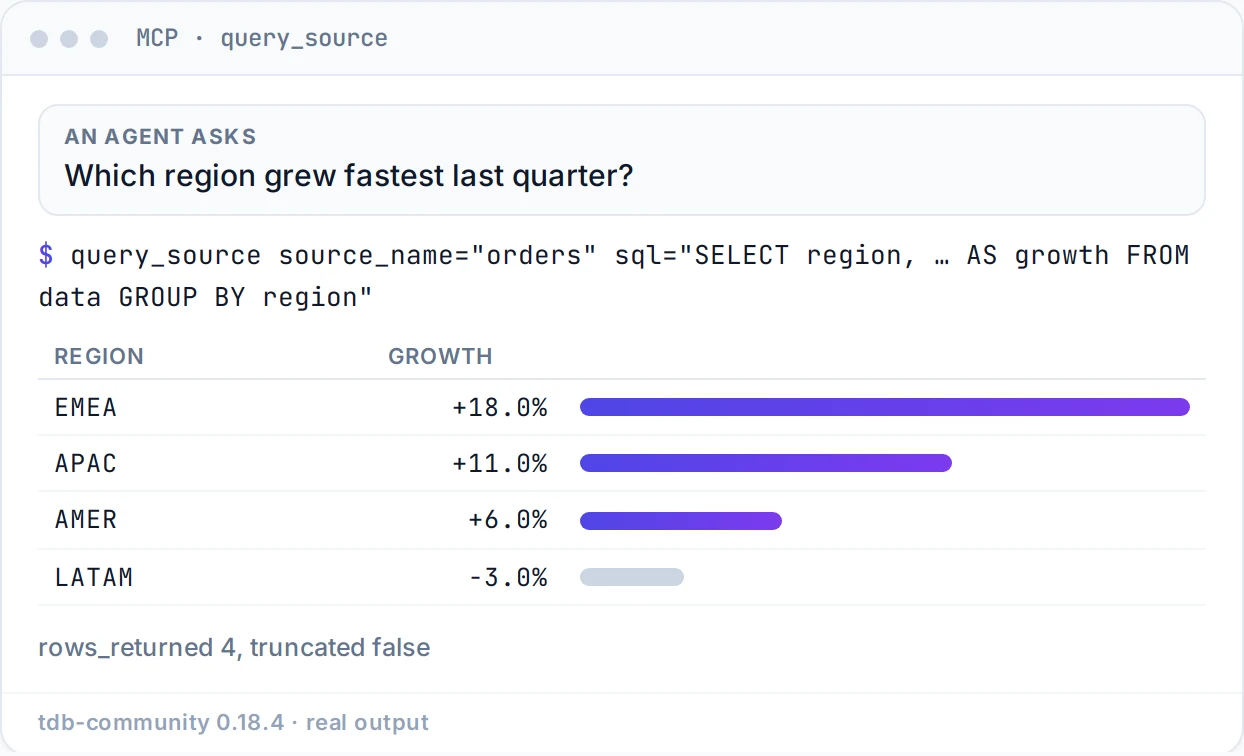 MCP · query_source
AN AGENT ASKS
Which region grew fastest last quarter?
$ query_source source_name="orders" sql="SELECT region, … AS growth FROM
data GROUP BY region"
REGION GROWTH
EMEA +18.0%
APAC +11.0%
AMER +6.0%
LATAM -3.0%
rows_returned 4, truncated false
tdb-community 0.18.4 · real output